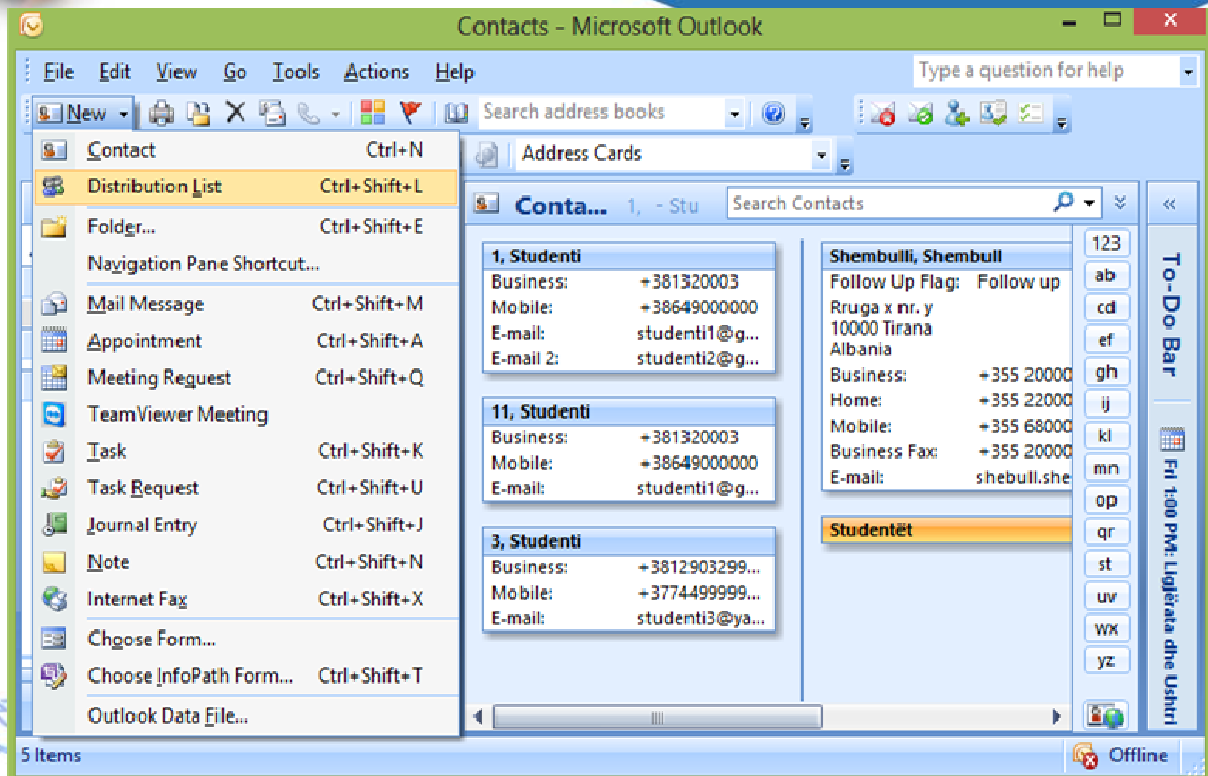 Contacts - Microsoft Outlook
File Edit View Go Tools Actions Help
Type a question for help
New
Search address books
Contact Ctrl+N
Distribution List Ctrl+Shift+L
Folder... Ctrl+Shift+E
Navigation Pane Shortcut...
Mail Message Ctrl+Shift+M
Appointment Ctrl+Shift+A
Meeting Request Ctrl+Shift+Q
TeamViewer Meeting
Task Ctrl+Shift+K
Task Request Ctrl+Shift+U
Journal Entry Ctrl+Shift+J
Note Ctrl+Shift+N
Internet Fax Ctrl+Shift+X
Choose Form...
Choose InfoPath Form... Ctrl+Shift+T
Outlook Data File...
Address Cards
Conta... 1, - Stu
Search Contacts
1, Studenti
Business: +381320003
Mobile: +38649000000
E-mail: studenti1@g...
E-mail 2: studenti2@g...
11, Studenti
Business: +381320003
Mobile: +38649000000
E-mail: studenti1@g...
3, Studenti
Business: +3812903299...
Mobile: +3774499999...
E-mail: studenti3@ya...
Shembulli, Shembull
Follow Up Flag: Follow up
Rruga x nr. y
10000 Tirana
Albania
Business: +355 20000
Home: +355 22000
Mobile: +355 68000
Business Fax: +355 20000
E-mail: shebull.she
Studentët
123
ab
cd
ef
gh
ij
kl
mn
op
qr
st
uv
wx
yz
To-Do Bar
Fri 1:00 PM: Ligjërata dhe Ushtri
5 Items
Offline